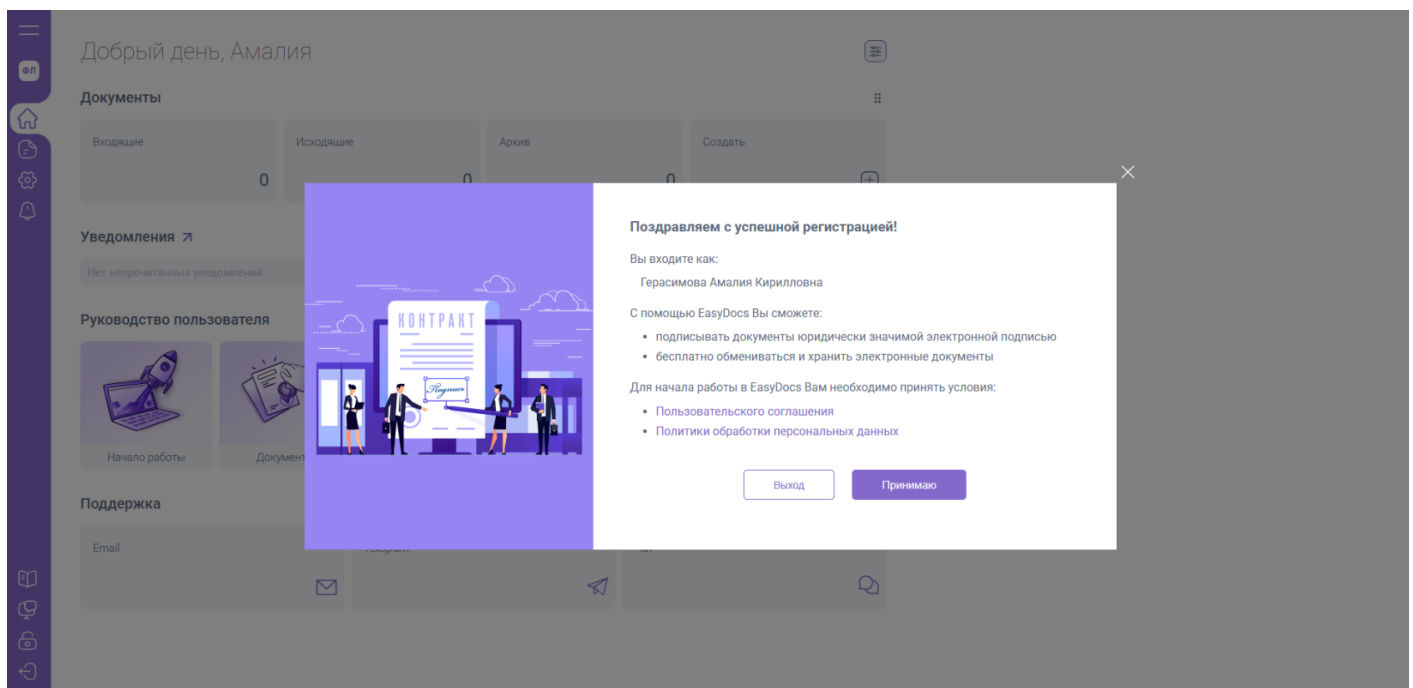 ФЛ
Добрый день, Амалия
Документы
Входящие
0
Исходящие
0
Архив
0
Создать
Уведомления
Нет непрочитанных уведомлений
Руководство пользователя
Начало работы
Поддержка
Email
КОНТРАКТ
Подпись
Поздравляем с успешной регистрацией!
Вы входите как:
Герасимова Амалия Кирилловна
С помощью EasyDocs Вы сможете:
• подписывать документы юридически значимой электронной подписью
• бесплатно обмениваться и хранить электронные документы
Для начала работы в EasyDocs Вам необходимо принять условия:
• Пользовательского соглашения
• Политики обработки персональных данных
Выход
Принимаю